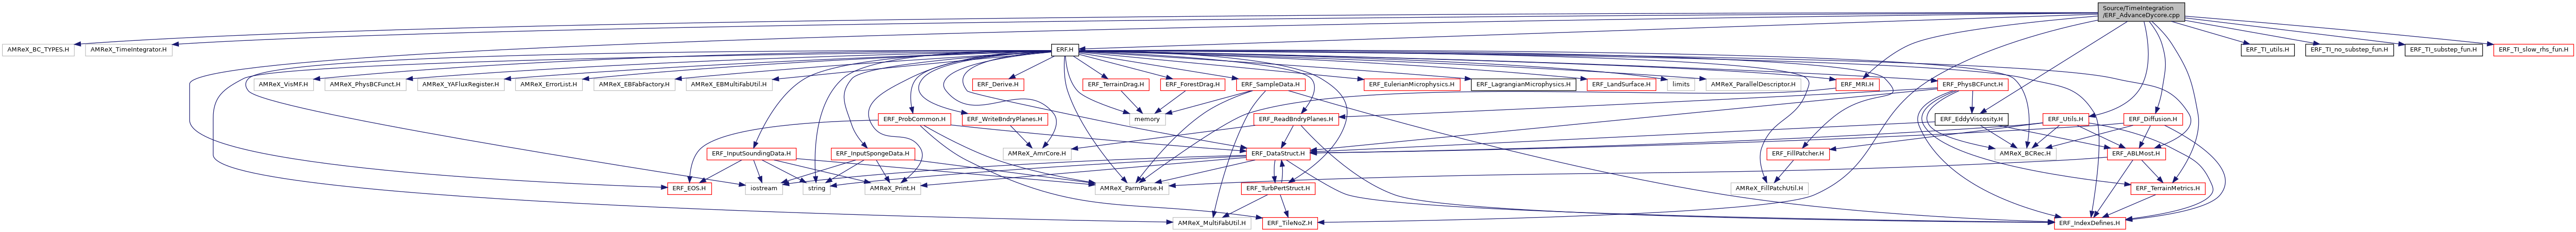 Source/TimeIntegration
/ERF_AdvanceDycore.cpp
AMReX_BC_TYPES.H
AMReX_TimeIntegrator.H
ERF.H
ERF_TI_utils.H
ERF_TI_no_substep_fun.H
ERF_TI_substep_fun.H
ERF_TI_slow_rhs_fun.H
AMReX_VisMF.H
AMReX_PhysBCFunct.H
AMReX_YAFluxRegister.H
AMReX_ErrorList.H
AMReX_EBFabFactory.H
AMReX_EBMultiFabUtil.H
ERF_Derive.H
ERF_TerrainDrag.H
ERF_ForestDrag.H
ERF_SampleData.H
ERF_EulerianMicrophysics.H
ERF_LagrangianMicrophysics.H
ERF_LandSurface.H
limits
AMReX_ParallelDescriptor.H
ERF_MRI.H
ERF_PhysBCFunct.H
ERF_ProbCommon.H
ERF_WriteBndryPlanes.H
memory
ERF_ReadBndryPlanes.H
ERF_EddyViscosity.H
ERF_Utils.H
ERF_Diffusion.H
ERF_InputSoundingData.H
ERF_InputSpongeData.H
AMReX_AmrCore.H
ERF_DataStruct.H
ERF_FillPatcher.H
AMReX_BCRec.H
ERF_ABLMost.H
ERF_EOS.H
iostream
string
AMReX_Print.H
AMReX_ParmParse.H
ERF_TurbPertStruct.H
AMReX_FillPatchUtil.H
ERF_TerrainMetrics.H
AMReX_MultiFabUtil.H
ERF_TileNoZ.H
ERF_IndexDefines.H